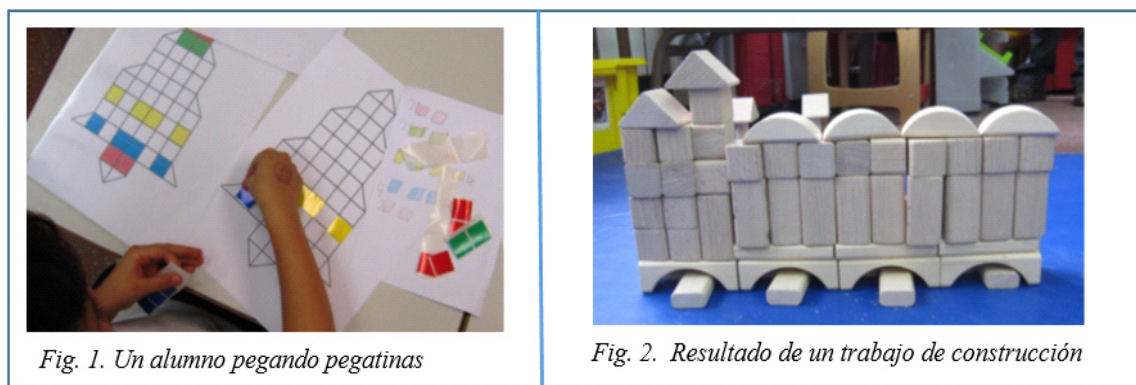 Fig. 1. Un alumno pegando pegatinas
Fig. 2. Resultado de un trabajo de construcción